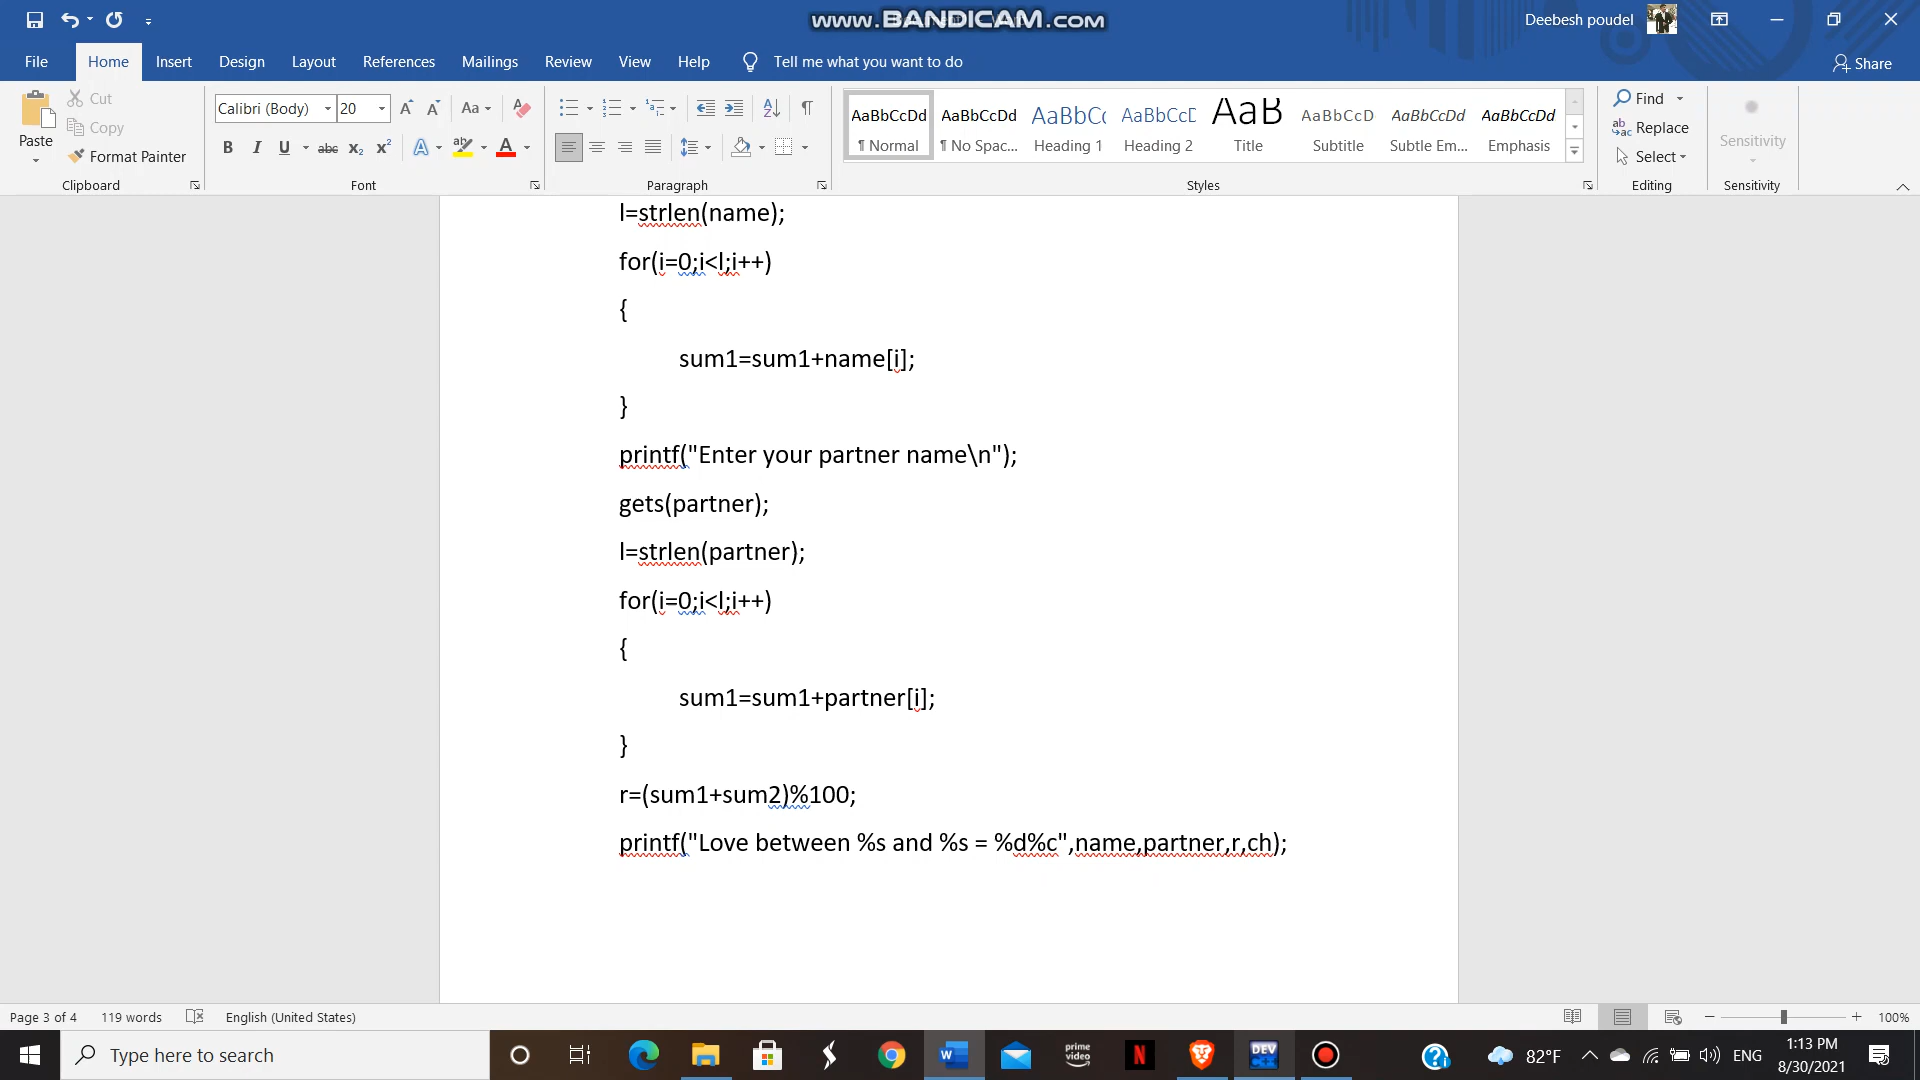 www.BANDICAM.com
Deebesh poudel
File Home Insert Design Layout References Mailings Review View Help Tell me what you want to do
Share
Paste
Cut
Copy
Format Painter
Clipboard
Calibri (Body) 20
Font
Paragraph
AaBbCcDd AaBbCcDd AaBbCc AaBbCcD AaB AaBbCcD AaBbCcDd AaBbCcDd
¶ Normal ¶ No Spac... Heading 1 Heading 2 Title Subtitle Subtle Em... Emphasis
Styles
Find
Replace
Select
Editing
Sensitivity
Sensitivity
l=strlen(name);
for(i=0;i<l;i++)
{
sum1=sum1+name[i];
}
printf("Enter your partner name\n");
gets(partner);
l=strlen(partner);
for(i=0;i<l;i++)
{
sum1=sum1+partner[i];
}
r=(sum1+sum2)%100;
printf("Love between %s and %s = %d%c",name,partner,r,ch);
Page 3 of 4 119 words English (United States)
100%
Type here to search
prime video
DEV C++
82°F
ENG
1:13 PM
8/30/2021